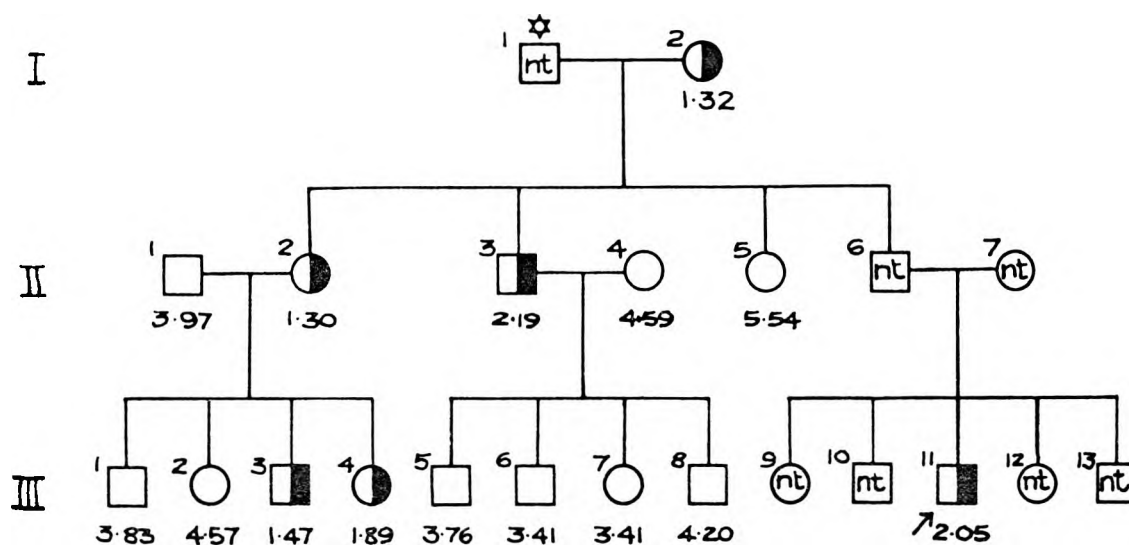 I 1 nt 2
1·32
II 1 2 3 4 5 6 nt 7 nt
3·97 1·30 2·19 4·59 5·54
III 1 2 3 4 5 6 7 8 9 nt 10 nt 11 12 nt 13 nt
3·83 4·57 1·47 1·89 3·76 3·41 3·41 4·20 2·05